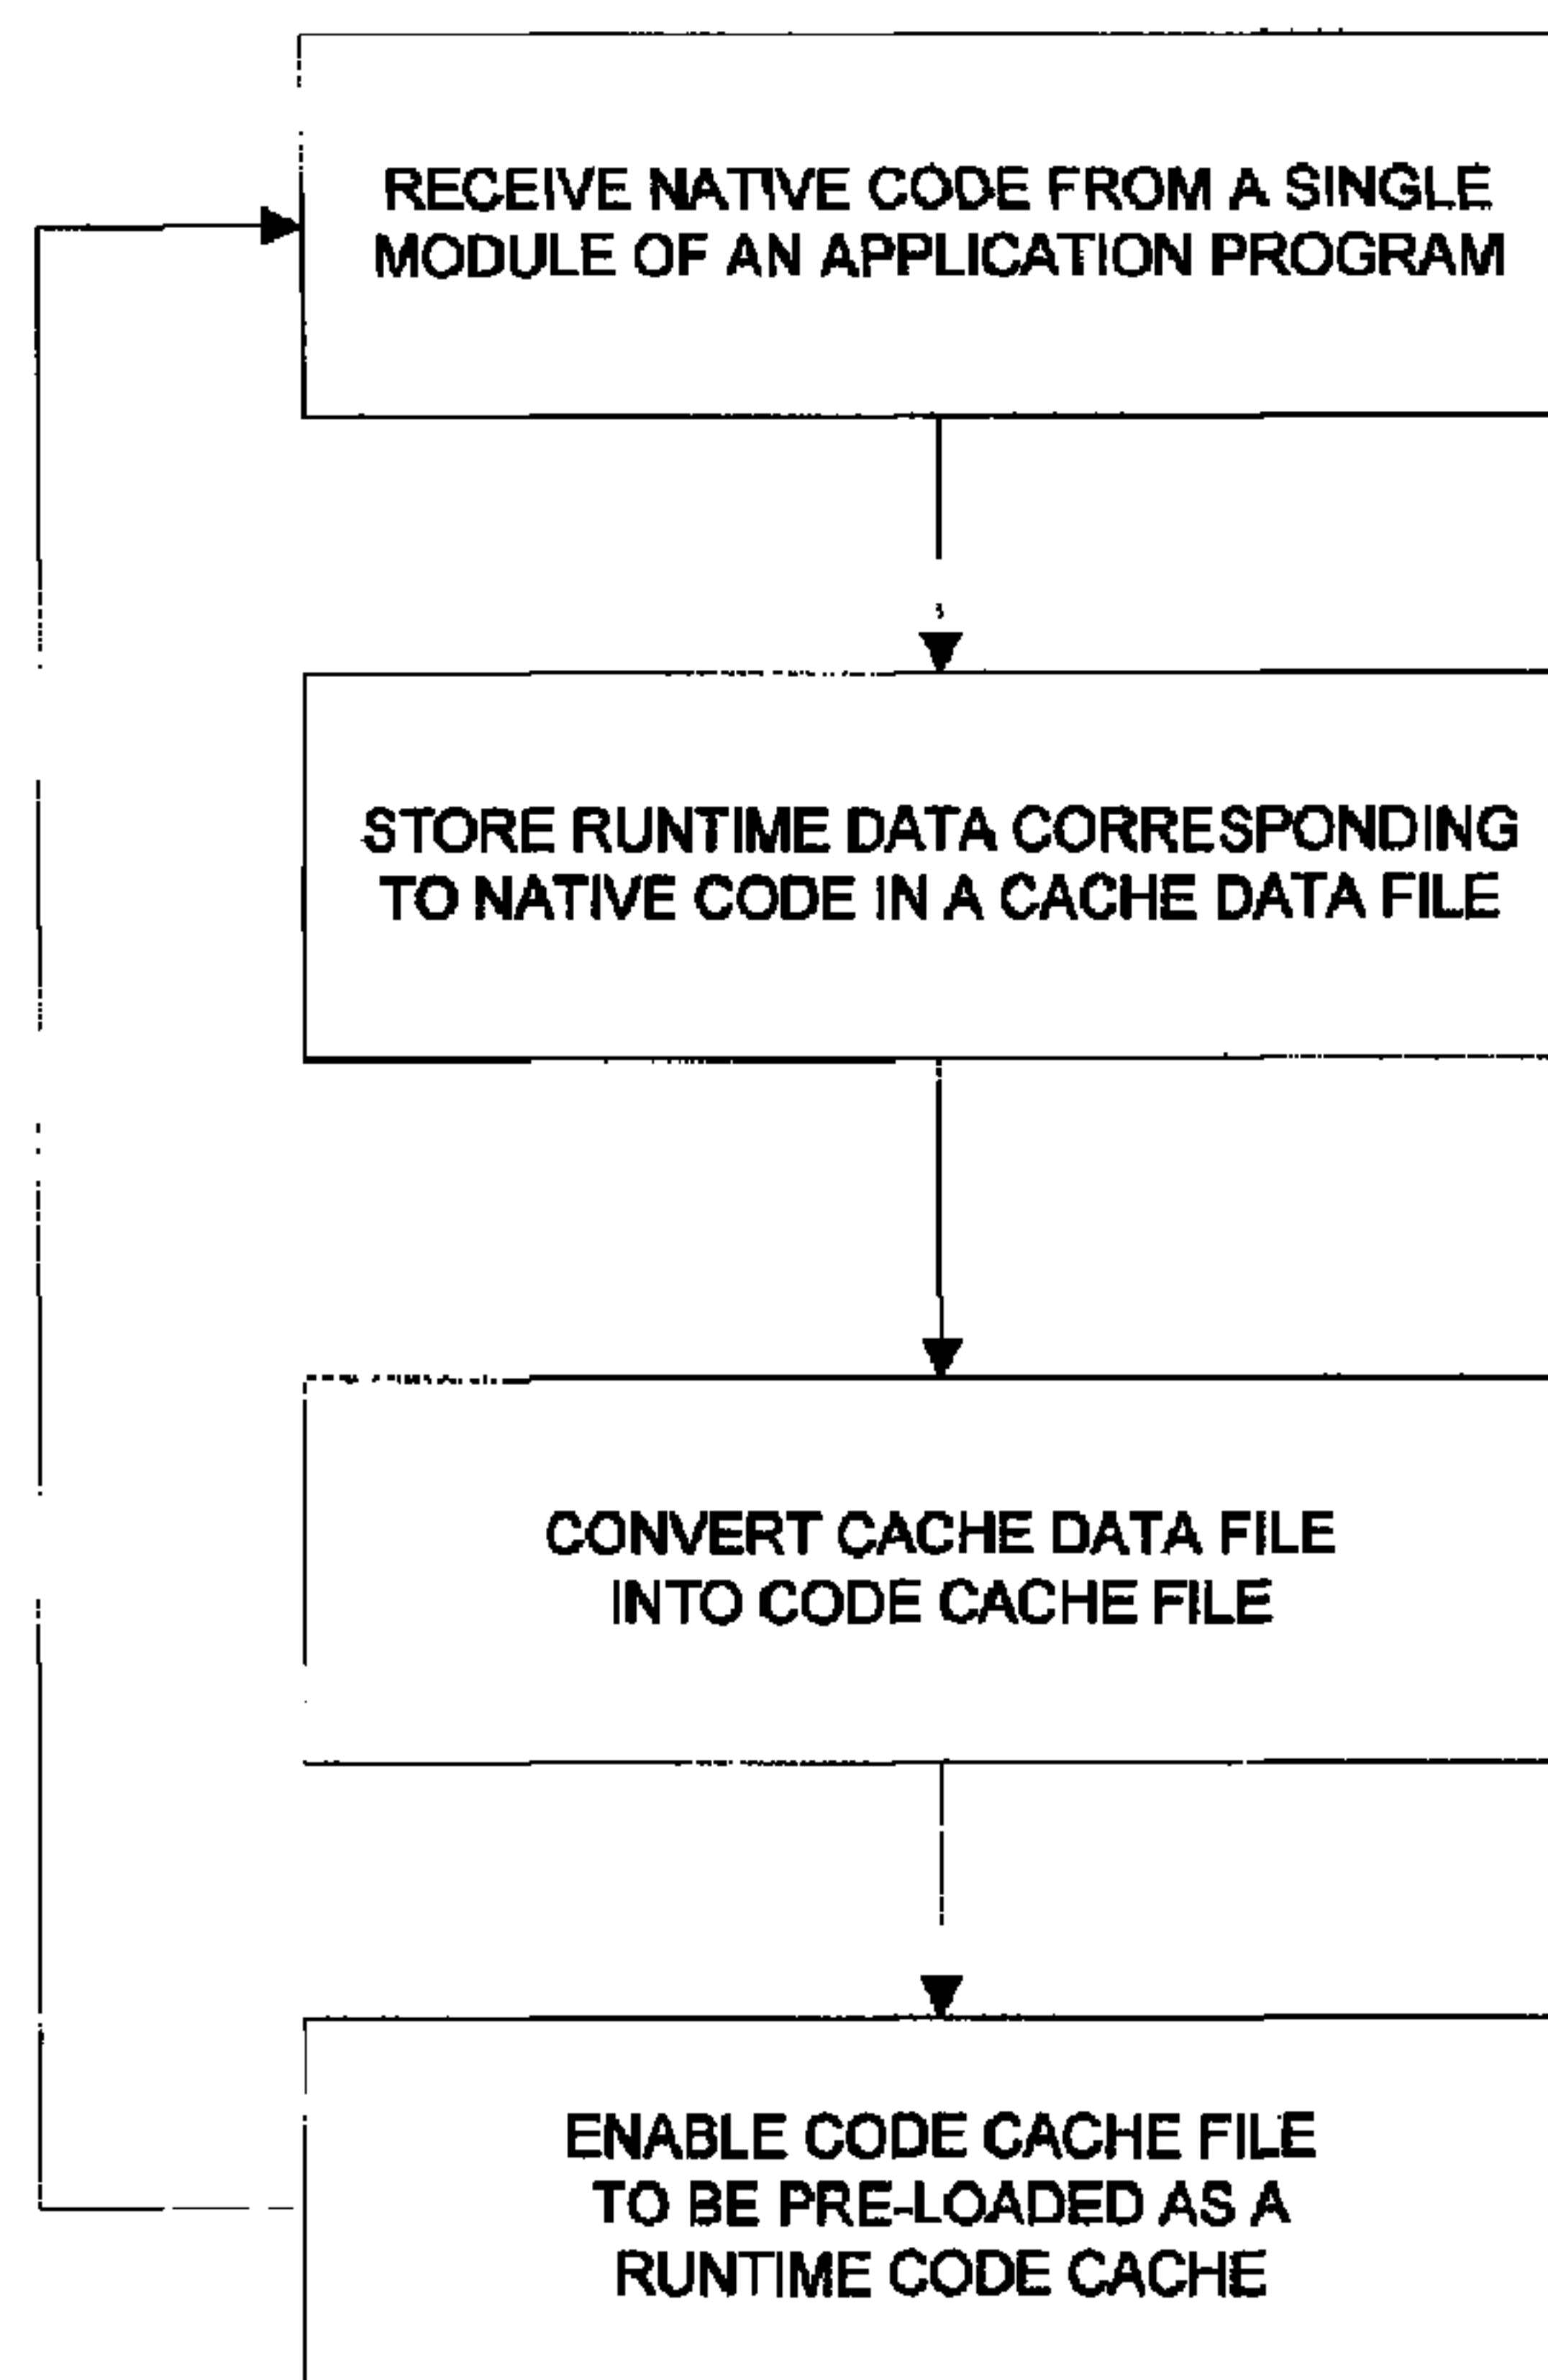 RECEIVE NATIVE CODE FROM A SINGLE
MODULE OF AN APPLICATION PROGRAM
STORE RUNTIME DATA CORRESPONDING
TO NATIVE CODE IN A CACHE DATA FILE
CONVERT CACHE DATA FILE
INTO CODE CACHE FILE
ENABLE CODE CACHE FILE
TO BE PRE-LOADED AS A
RUNTIME CODE CACHE